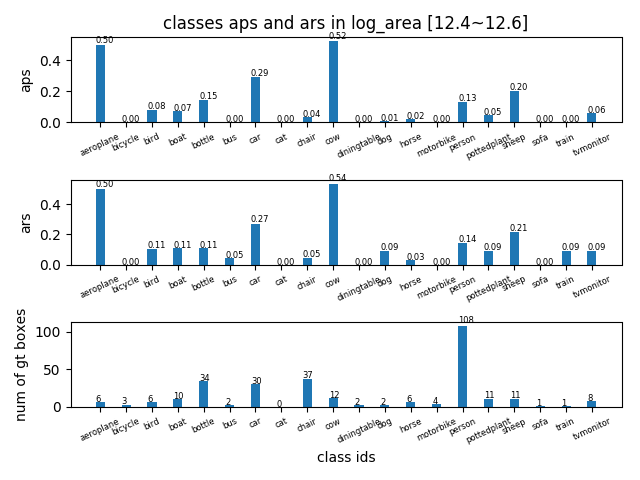 classes aps and ars in log_area [12.4~12.6]
aps
0.4
0.2
0.0
0.50 0.00 0.08 0.07 0.15 0.00 0.29 0.00 0.04 0.52 0.00 0.01 0.02 0.00 0.13 0.05 0.20 0.00 0.00 0.06
aeroplane bicycle bird boat bottle bus car cat chair cow diningtable dog horse motorbike person pottedplant sheep sofa train tvmonitor
ars
0.4
0.2
0.0
0.50 0.00 0.11 0.11 0.11 0.05 0.27 0.00 0.05 0.54 0.00 0.09 0.03 0.00 0.14 0.09 0.21 0.00 0.09 0.09
aeroplane bicycle bird boat bottle bus car cat chair cow diningtable dog horse motorbike person pottedplant sheep sofa train tvmonitor
num of gt boxes
100
50
0
6 3 6 10 34 2 30 0 37 12 2 2 6 4 108 11 11 1 1 8
aeroplane bicycle bird boat bottle bus car cat chair cow diningtable dog horse motorbike person pottedplant sheep sofa train tvmonitor
class ids